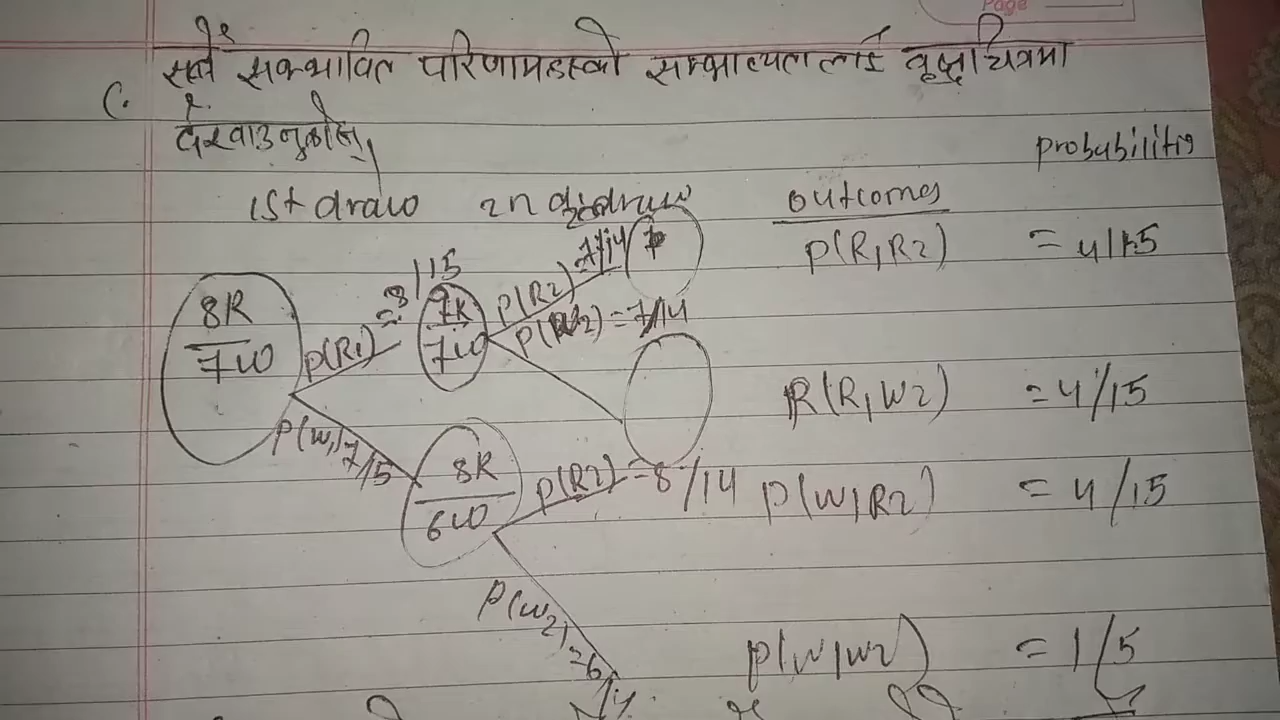 Page
सबै सम्भावित परिणामहरुको सम्भाव्यतालाई वृक्षचित्रमा
C. देखाउनुहोस्।
probabilitis
1st draw 2nd draw outcomes
P(R1R2) = 4/15
8R/7W P(R1) = 8/15 7R/7W P(R2) = 7/14
P(W2) = 7/14
R(R1W2) = 4/15
P(W1) 7/15 8R/6W P(R2) = 8/14 P(W1R2) = 4/15
P(W2) = 6/14
P(W1W2) = 1/5